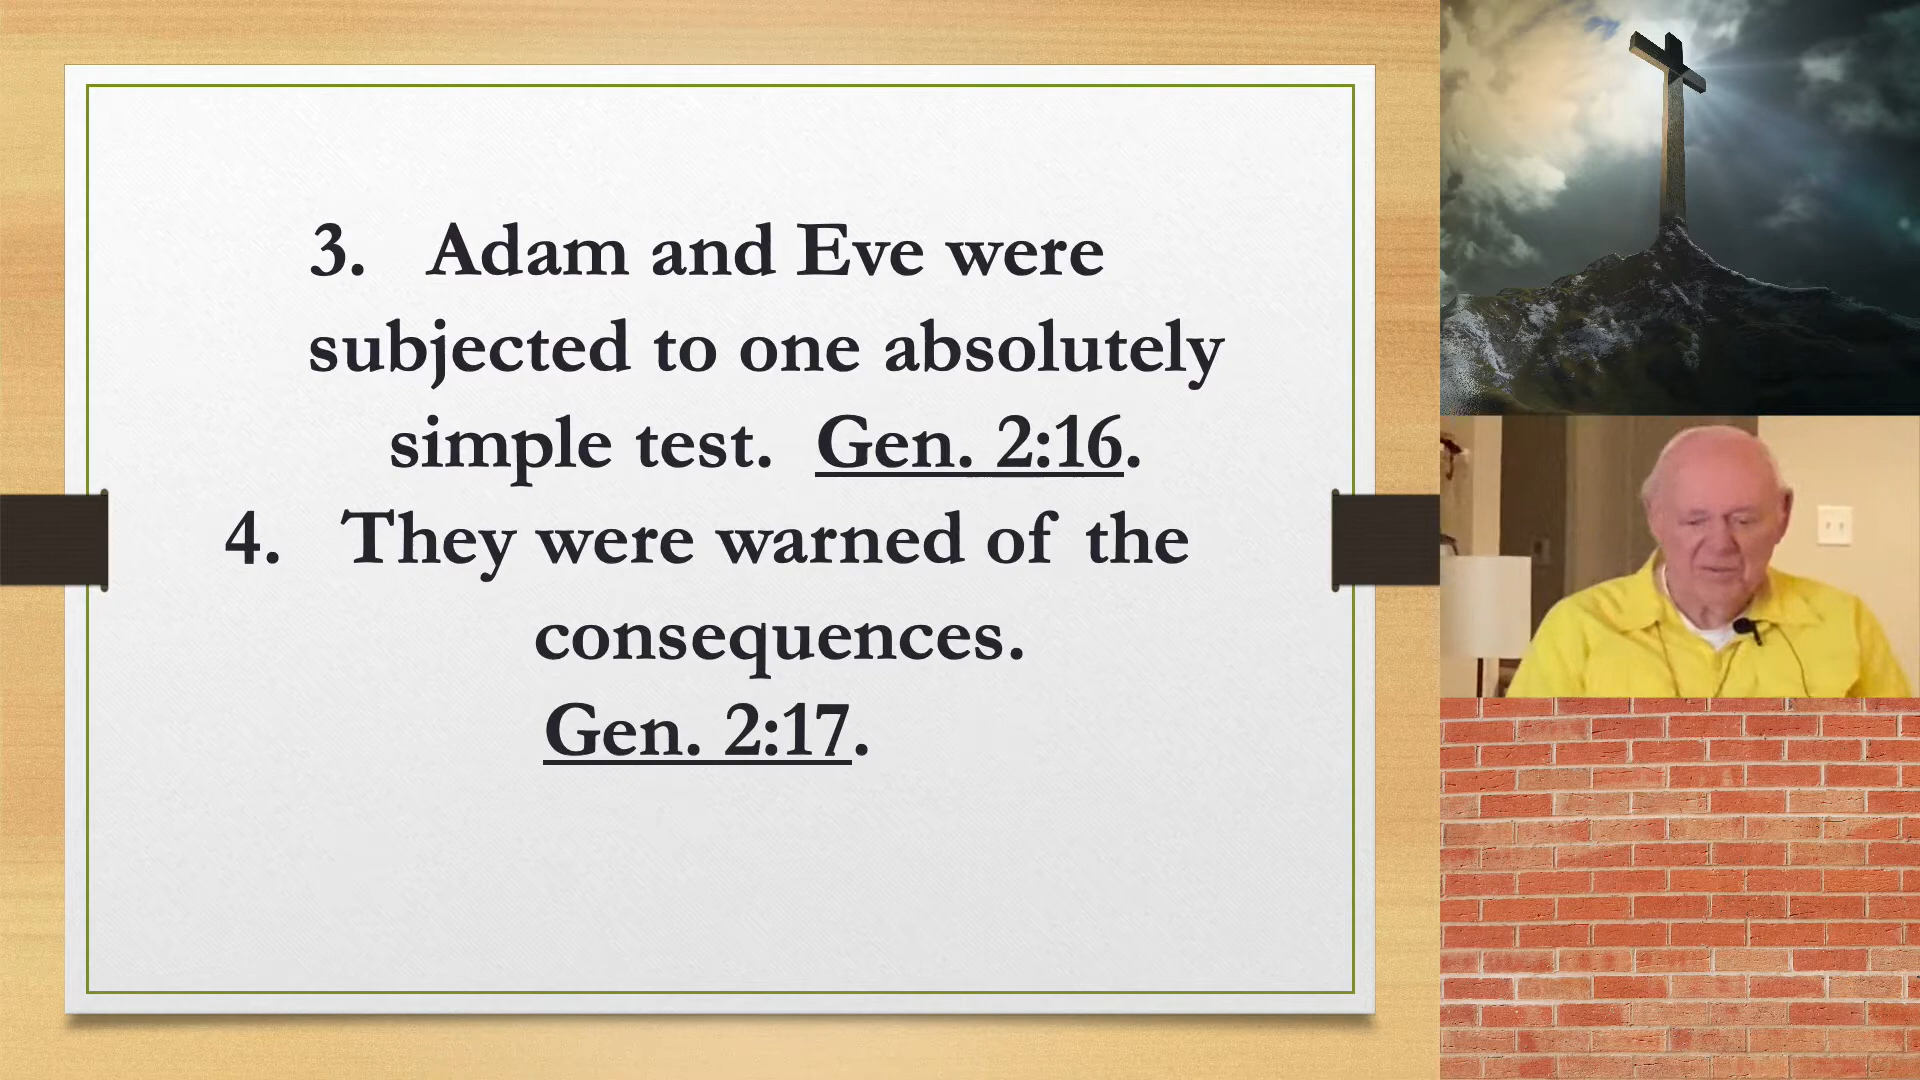 3. Adam and Eve were
subjected to one absolutely
simple test. Gen. 2:16.
4. They were warned of the
consequences.
Gen. 2:17.